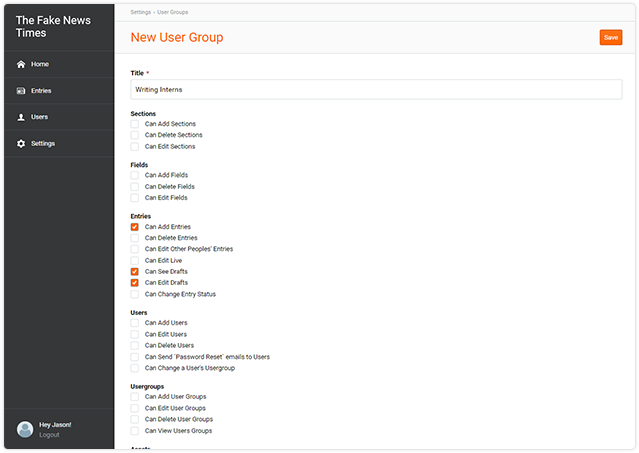 The Fake News
Times
Home
Entries
Users
Settings
Hey Jason!
Logout
Settings › User Groups
New User Group
Save
Title *
Writing Interns
Sections
Can Add Sections
Can Delete Sections
Can Edit Sections
Fields
Can Add Fields
Can Delete Fields
Can Edit Fields
Entries
Can Add Entries
Can Delete Entries
Can Edit Other Peoples' Entries
Can Edit Live
Can See Drafts
Can Edit Drafts
Can Change Entry Status
Users
Can Add Users
Can Edit Users
Can Delete Users
Can Send `Password Reset` emails to Users
Can Change a User's Usergroup
Usergroups
Can Add User Groups
Can Edit User Groups
Can Delete User Groups
Can View Users Groups